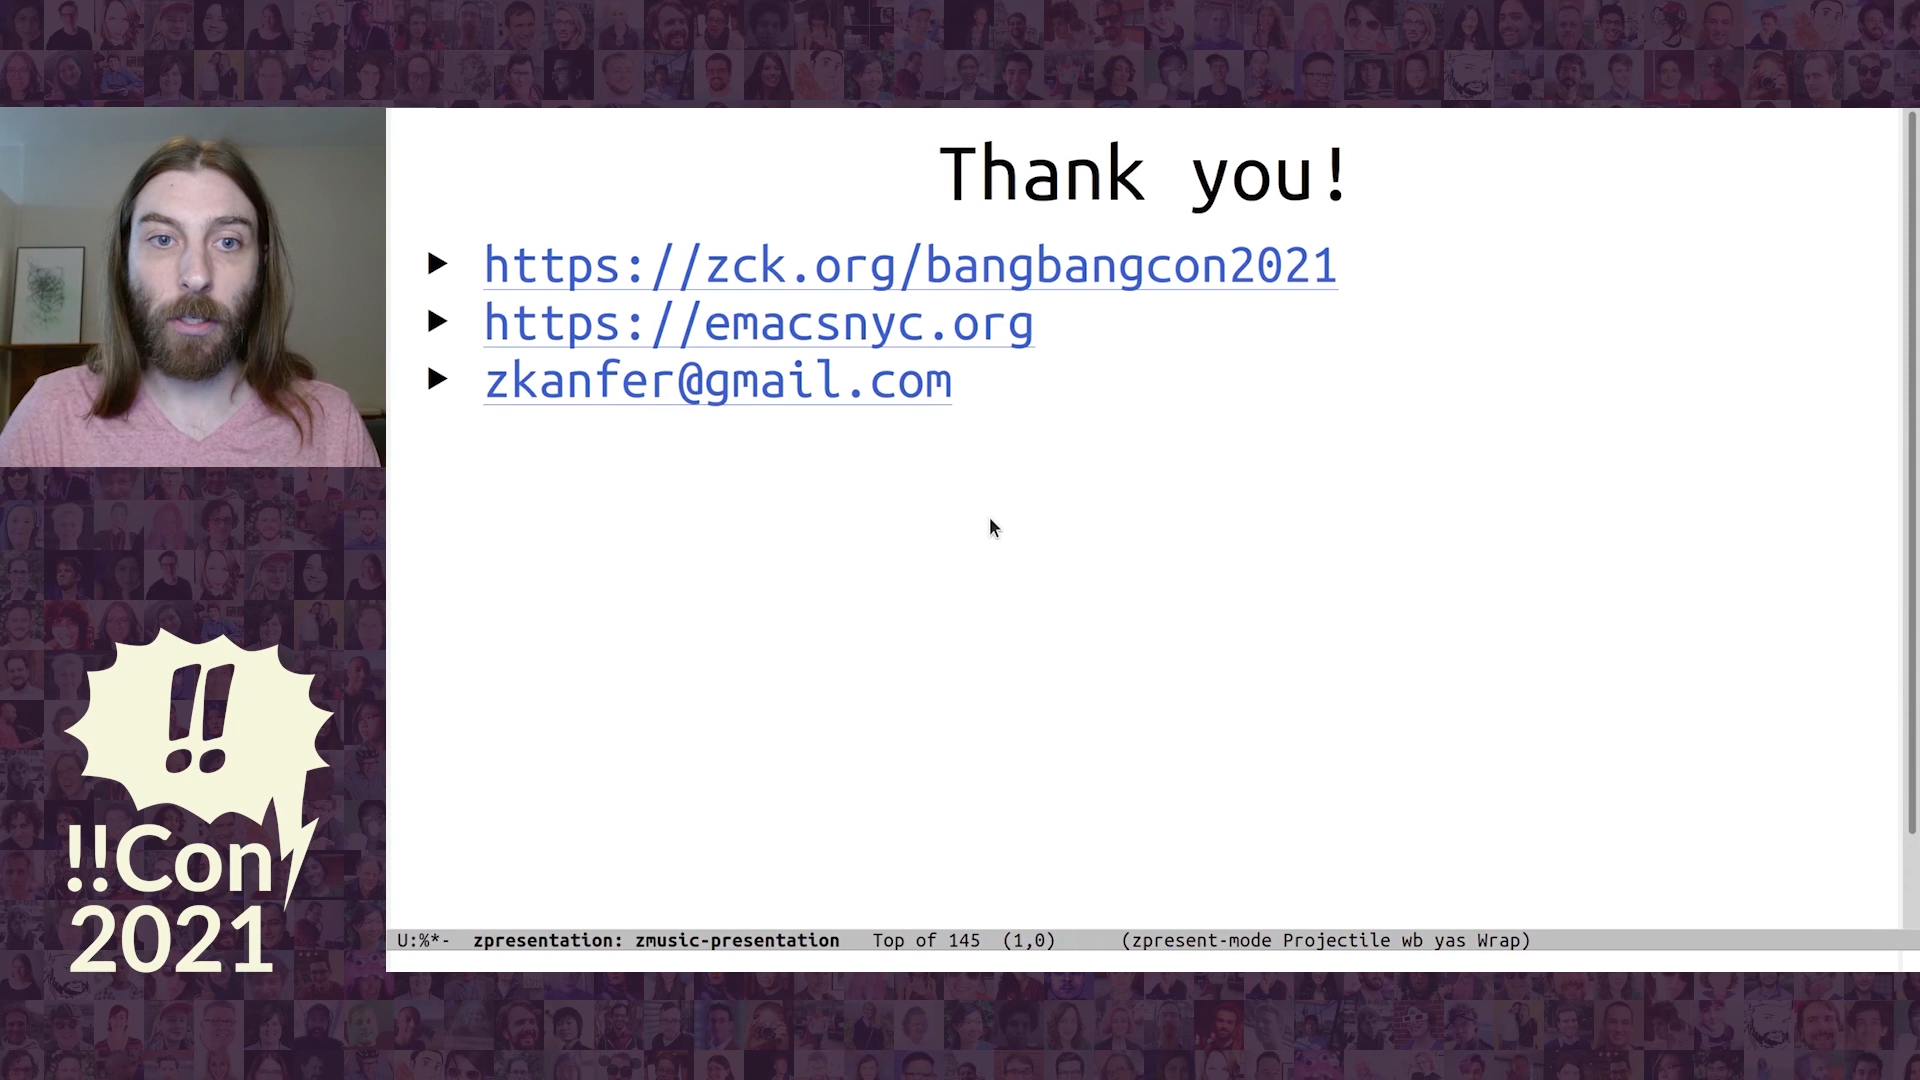 Thank you!
https://zck.org/bangbangcon2021
https://emacsnyc.org
zkanfer@gmail.com
!!
!!Con
2021
U:%*-  zpresentation: zmusic-presentation   Top of 145  (1,0)      (zpresent-mode Projectile wb yas Wrap)